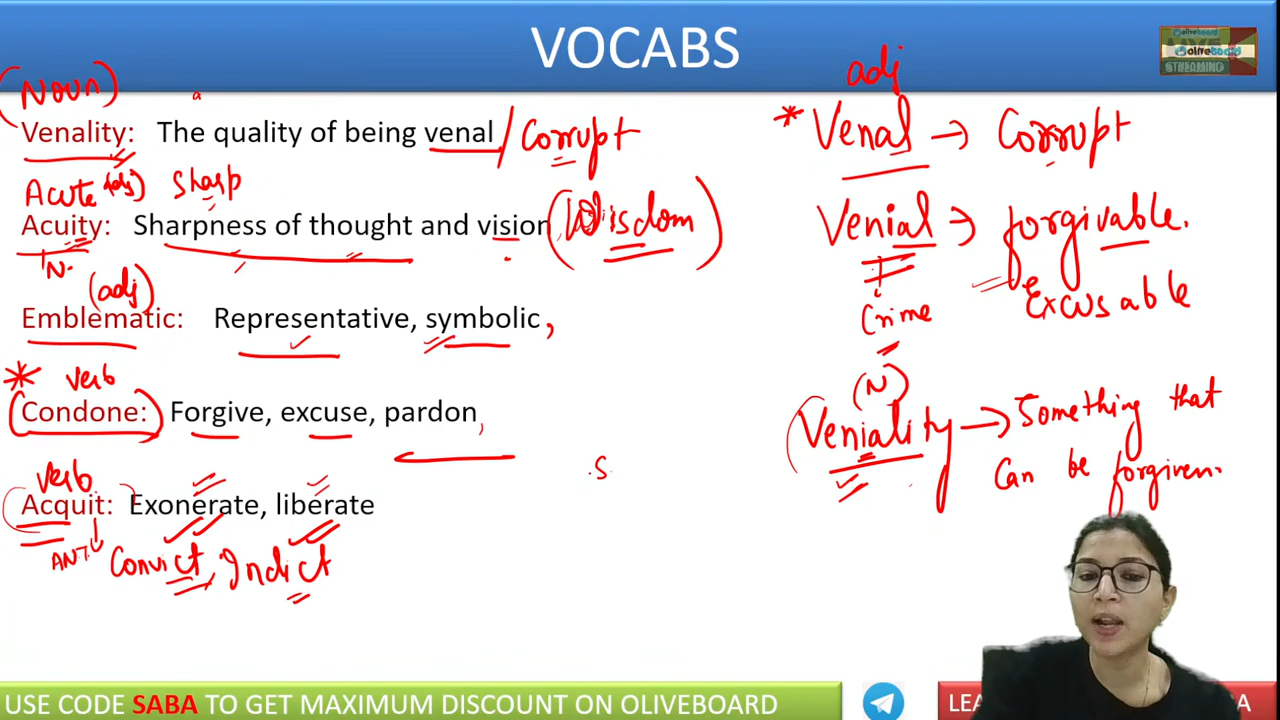 VOCABS
oliveboard
LIVE
oliveboard
STREAMING
(Noun)
a
Venality: The quality of being venal / Corrupt
Acute (adj) Sharp
Acuity: Sharpness of thought and vision, (Wisdom)
N.
(adj)
Emblematic: Representative, symbolic,
* Verb
(Condone: Forgive, excuse, pardon,
Verb
Acquit: Exonerate, liberate
ANT. Convict, Indict
.S
adj
* Venal → Corrupt
Venial → forgivable.
Excusable
Crime
(N)
Veniality → Something that
Can be forgiven.
USE CODE SABA TO GET MAXIMUM DISCOUNT ON OLIVEBOARD